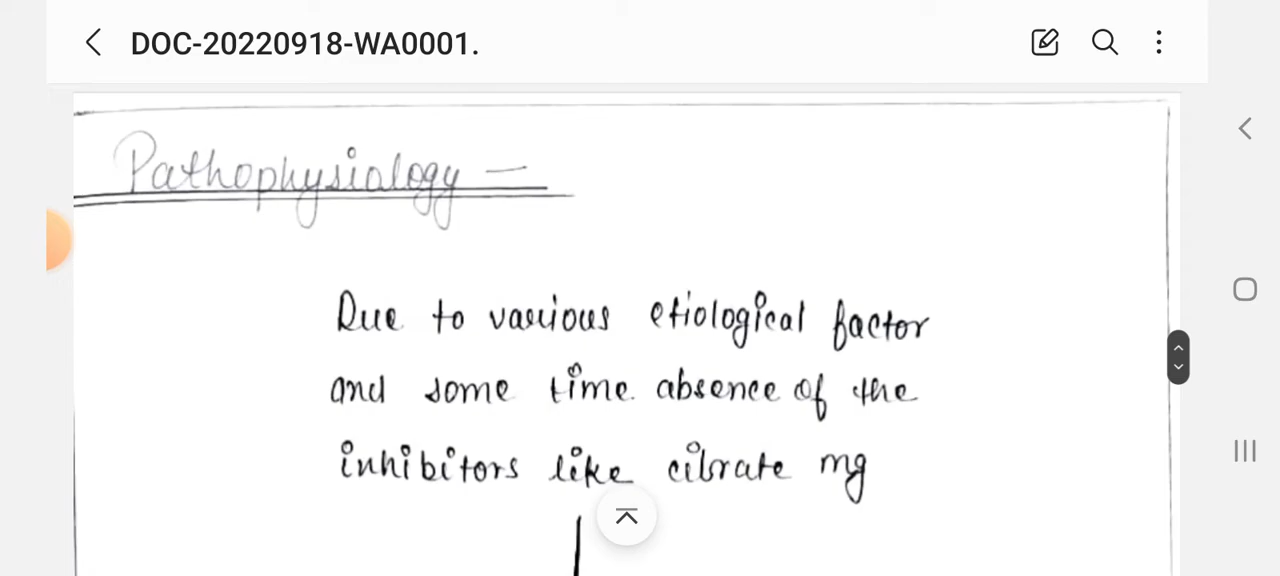 DOC-20220918-WA0001.
Pathophysiology —
Due to various etiological factor
and some time absence of the
inhibitors like citrate mg